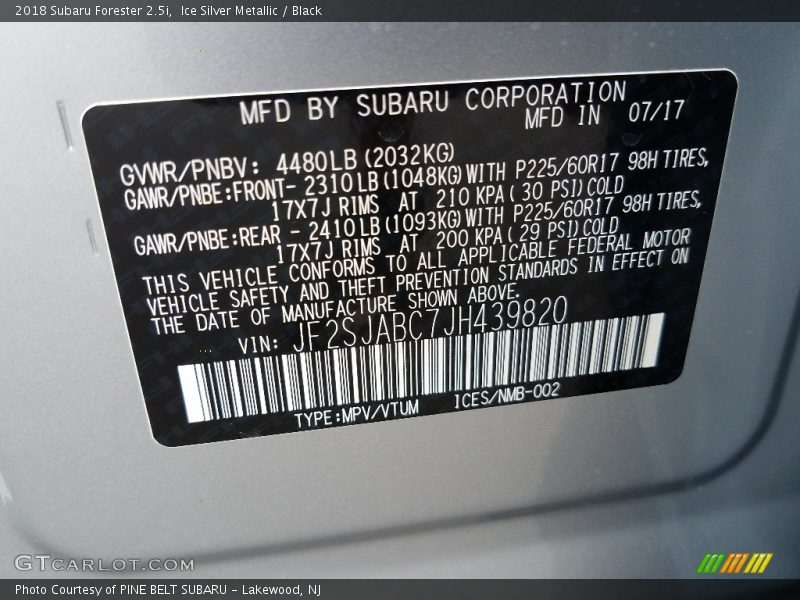 2018 Subaru Forester 2.5i,  Ice Silver Metallic / Black
MFD BY SUBARU CORPORATION
MFD IN 07/17
GVWR/PNBV: 4480LB(2032KG)
GAWR/PNBE:FRONT- 2310LB(1048KG)WITH P225/60R17 98H TIRES,
17X7J RIMS AT 210 KPA(30 PSI)COLD
GAWR/PNBE:REAR - 2410LB(1093KG)WITH P225/60R17 98H TIRES,
17X7J RIMS AT 200 KPA(29 PSI)COLD
THIS VEHICLE CONFORMS TO ALL APPLICABLE FEDERAL MOTOR
VEHICLE SAFETY AND THEFT PREVENTION STANDARDS IN EFFECT ON
THE DATE OF MANUFACTURE SHOWN ABOVE.
VIN: JF2SJABC7JH439820
TYPE:MPV/VTUM ICES/NMB-002
GTCARLOT.COM
Photo Courtesy of PINE BELT SUBARU - Lakewood, NJ